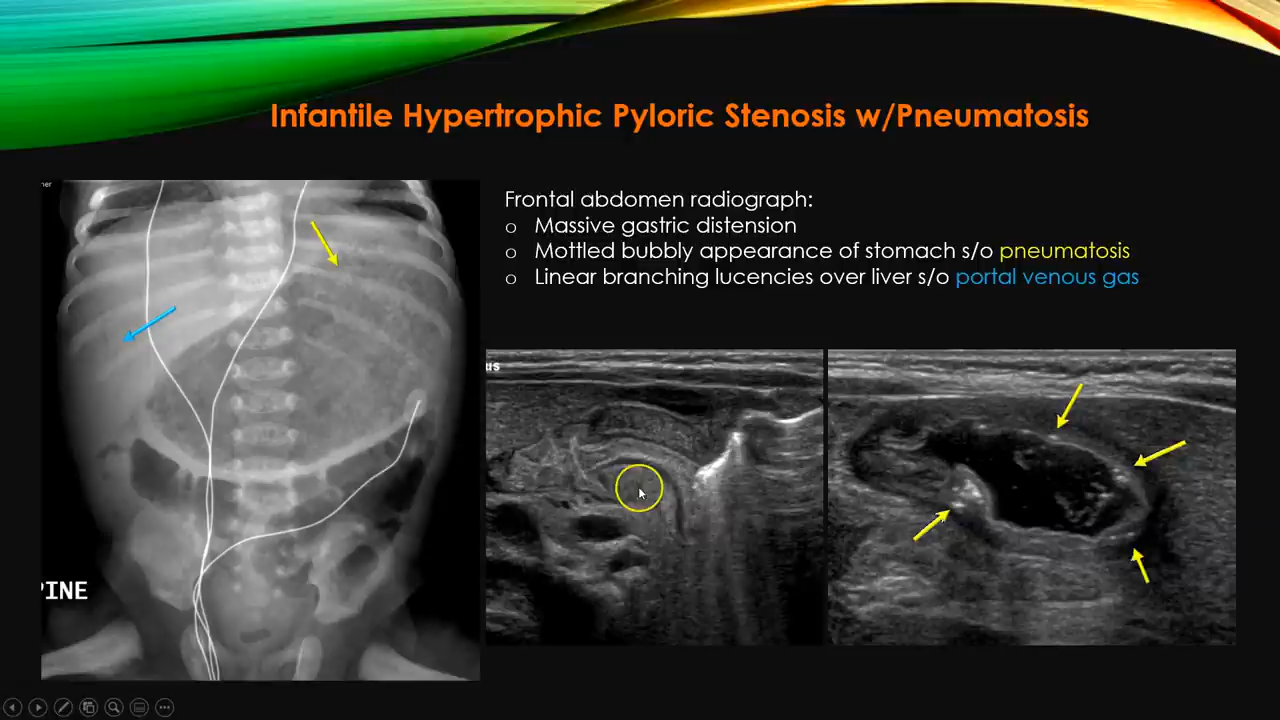 Infantile Hypertrophic Pyloric Stenosis w/Pneumatosis
Frontal abdomen radiograph:
o Massive gastric distension
o Mottled bubbly appearance of stomach s/o pneumatosis
o Linear branching lucencies over liver s/o portal venous gas
ner
us
PINE